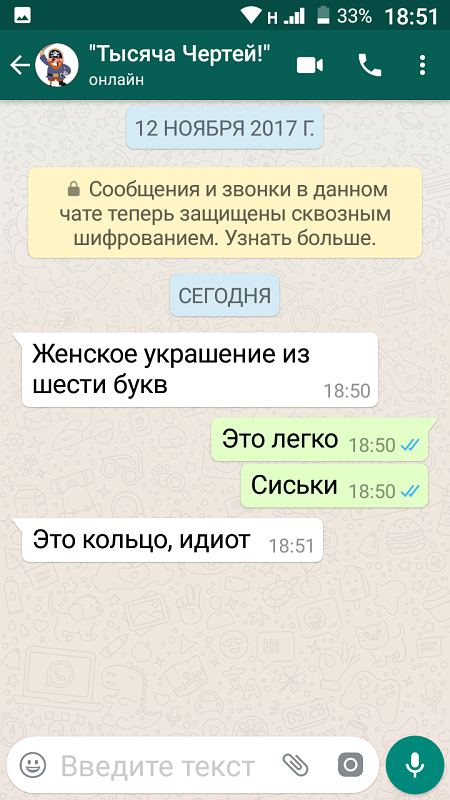 н 33% 18:51
"Тысяча Чертей!"
онлайн
12 НОЯБРЯ 2017 Г.
Сообщения и звонки в данном
чате теперь защищены сквозным
шифрованием. Узнать больше.
СЕГОДНЯ
Женское украшение из
шести букв 18:50
Это легко 18:50
Сиськи 18:50
Это кольцо, идиот 18:51
Введите текст